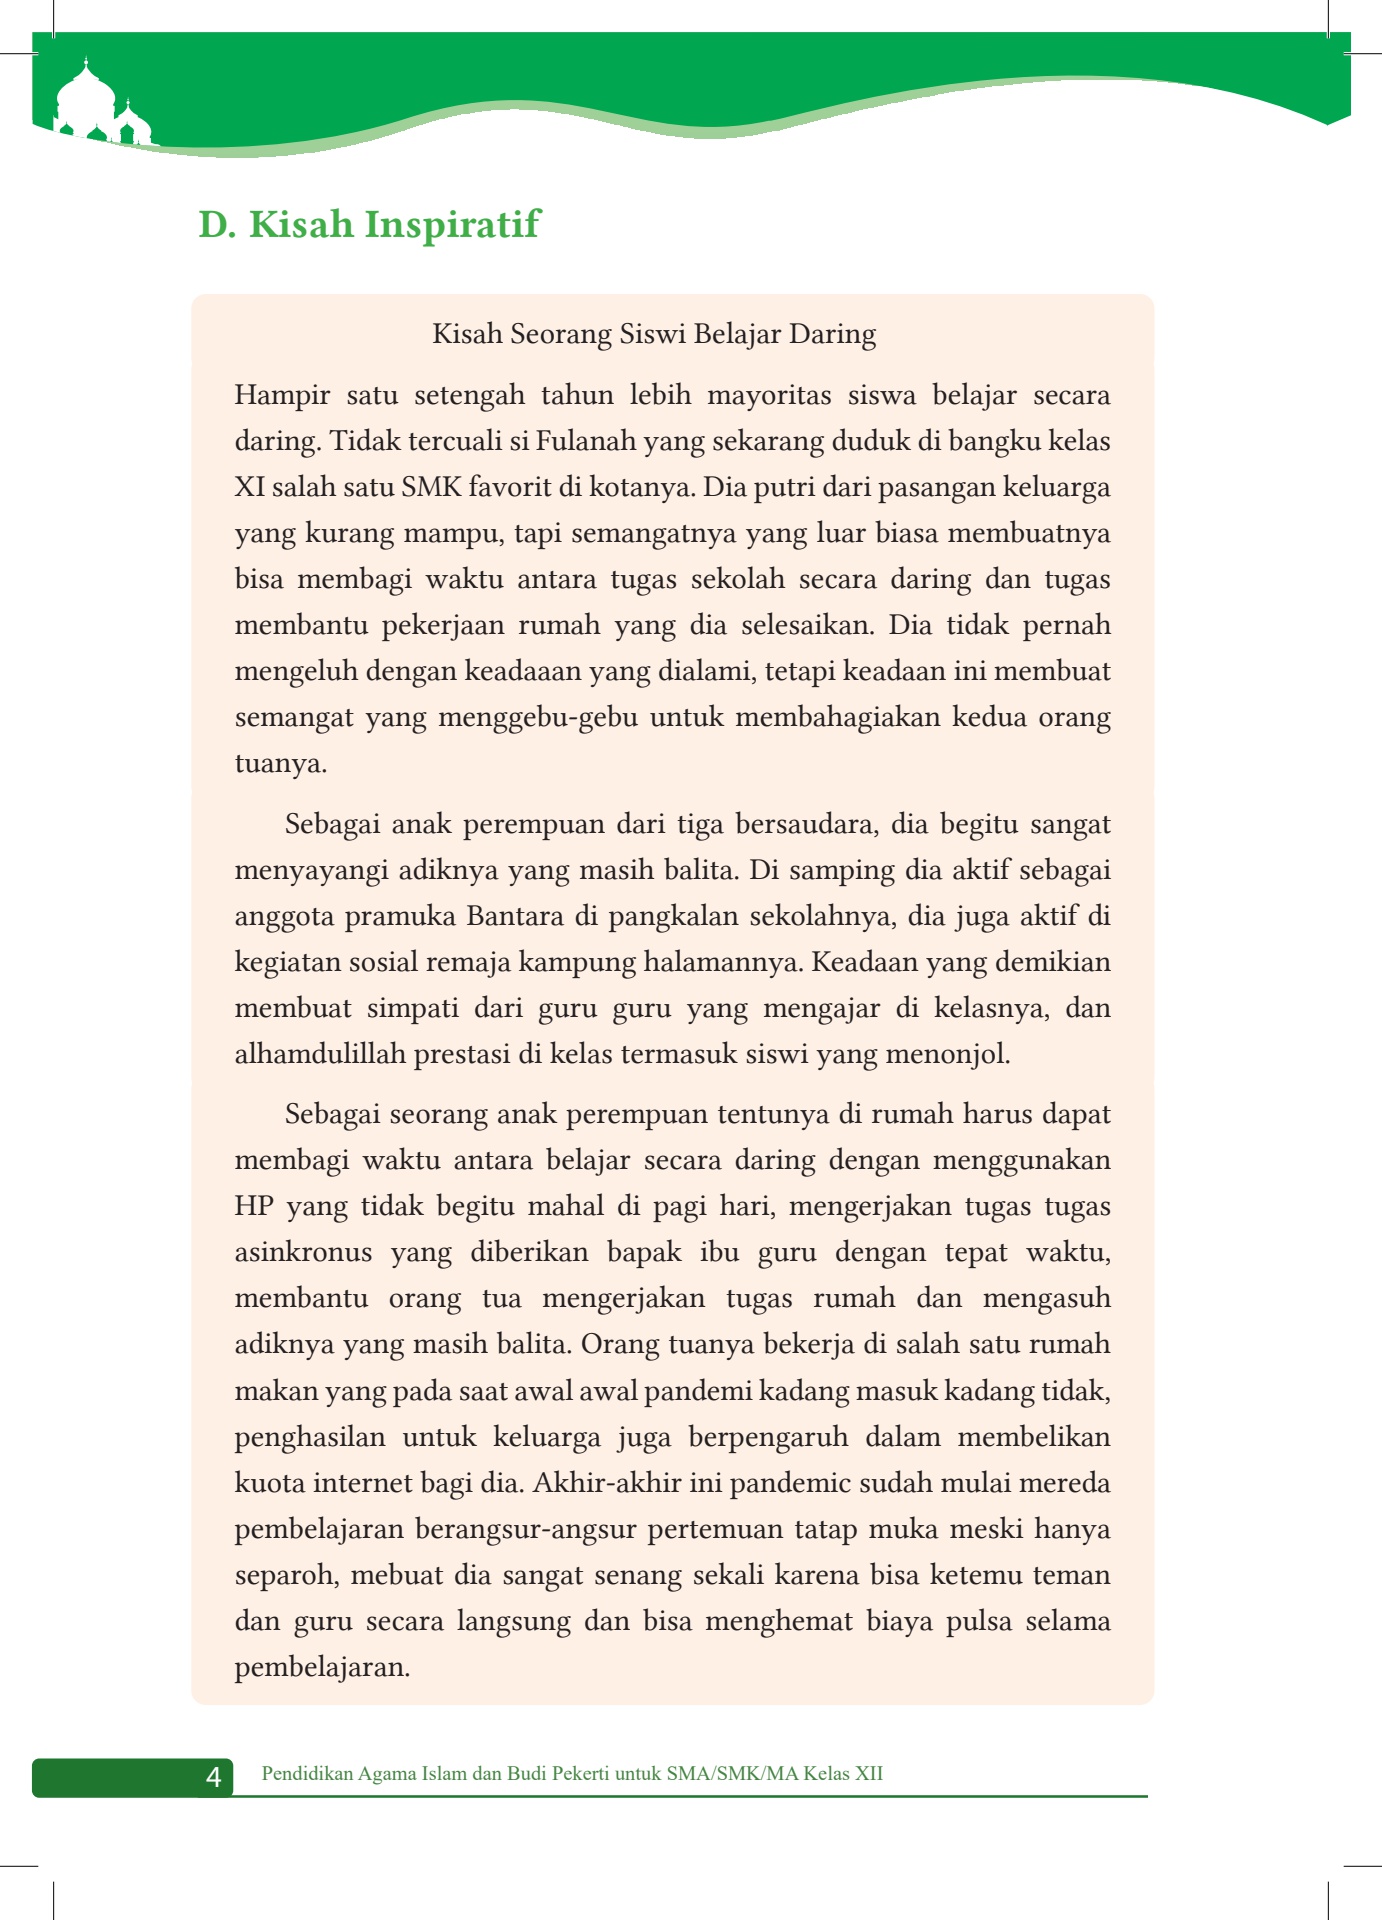 D. Kisah Inspiratif
Kisah Seorang Siswi Belajar Daring
Hampir satu setengah tahun lebih mayoritas siswa belajar secara
daring. Tidak tercuali si Fulanah yang sekarang duduk di bangku kelas
XI salah satu SMK favorit di kotanya. Dia putri dari pasangan keluarga
yang kurang mampu, tapi semangatnya yang luar biasa membuatnya
bisa membagi waktu antara tugas sekolah secara daring dan tugas
membantu pekerjaan rumah yang dia selesaikan. Dia tidak pernah
mengeluh dengan keadaaan yang dialami, tetapi keadaan ini membuat
semangat yang menggebu-gebu untuk membahagiakan kedua orang
tuanya.
Sebagai anak perempuan dari tiga bersaudara, dia begitu sangat
menyayangi adiknya yang masih balita. Di samping dia aktif sebagai
anggota pramuka Bantara di pangkalan sekolahnya, dia juga aktif di
kegiatan sosial remaja kampung halamannya. Keadaan yang demikian
membuat simpati dari guru guru yang mengajar di kelasnya, dan
alhamdulillah prestasi di kelas termasuk siswi yang menonjol.
Sebagai seorang anak perempuan tentunya di rumah harus dapat
membagi waktu antara belajar secara daring dengan menggunakan
HP yang tidak begitu mahal di pagi hari, mengerjakan tugas tugas
asinkronus yang diberikan bapak ibu guru dengan tepat waktu,
membantu orang tua mengerjakan tugas rumah dan mengasuh
adiknya yang masih balita. Orang tuanya bekerja di salah satu rumah
makan yang pada saat awal awal pandemi kadang masuk kadang tidak,
penghasilan untuk keluarga juga berpengaruh dalam membelikan
kuota internet bagi dia. Akhir-akhir ini pandemic sudah mulai mereda
pembelajaran berangsur-angsur pertemuan tatap muka meski hanya
separoh, mebuat dia sangat senang sekali karena bisa ketemu teman
dan guru secara langsung dan bisa menghemat biaya pulsa selama
pembelajaran.
4 Pendidikan Agama Islam dan Budi Pekerti untuk SMA/SMK/MA Kelas XII